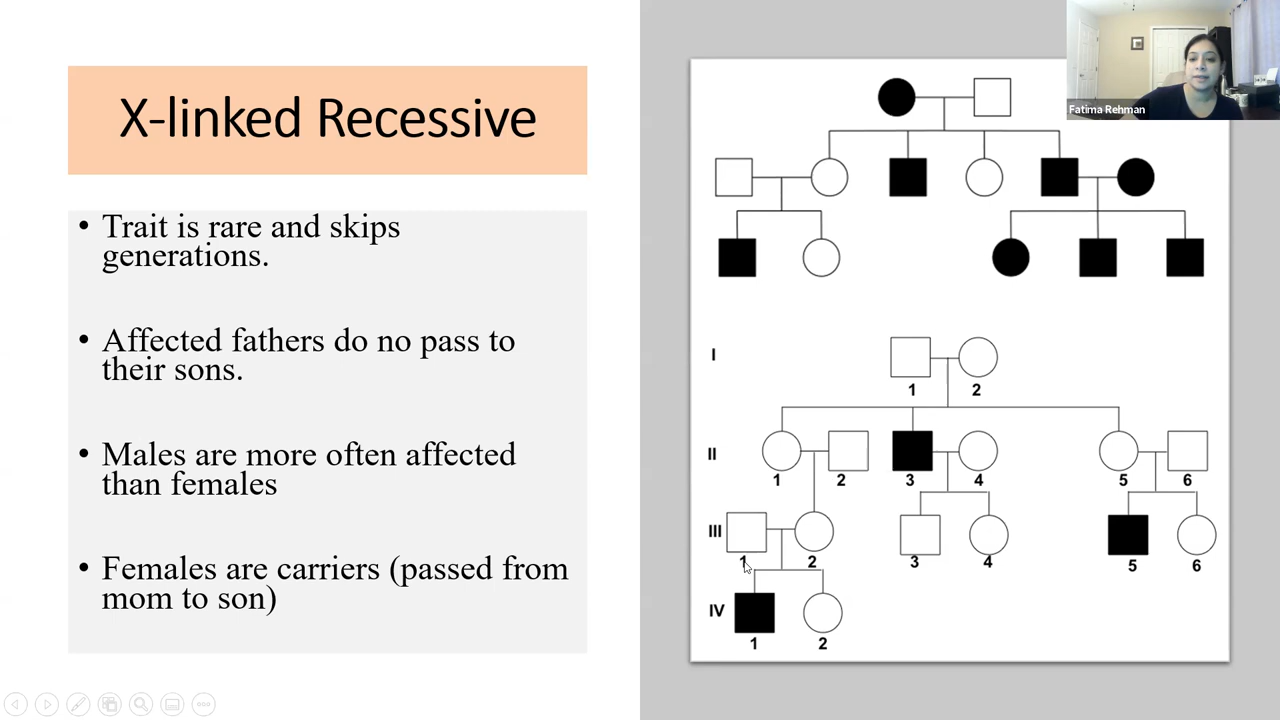 X-linked Recessive
• Trait is rare and skips
generations.
• Affected fathers do no pass to
their sons.
• Males are more often affected
than females
• Females are carriers (passed from
mom to son)
Fatima Rehman
I
1 2
II
1 2 3 4 5 6
III
1 2 3 4 5 6
IV
1 2